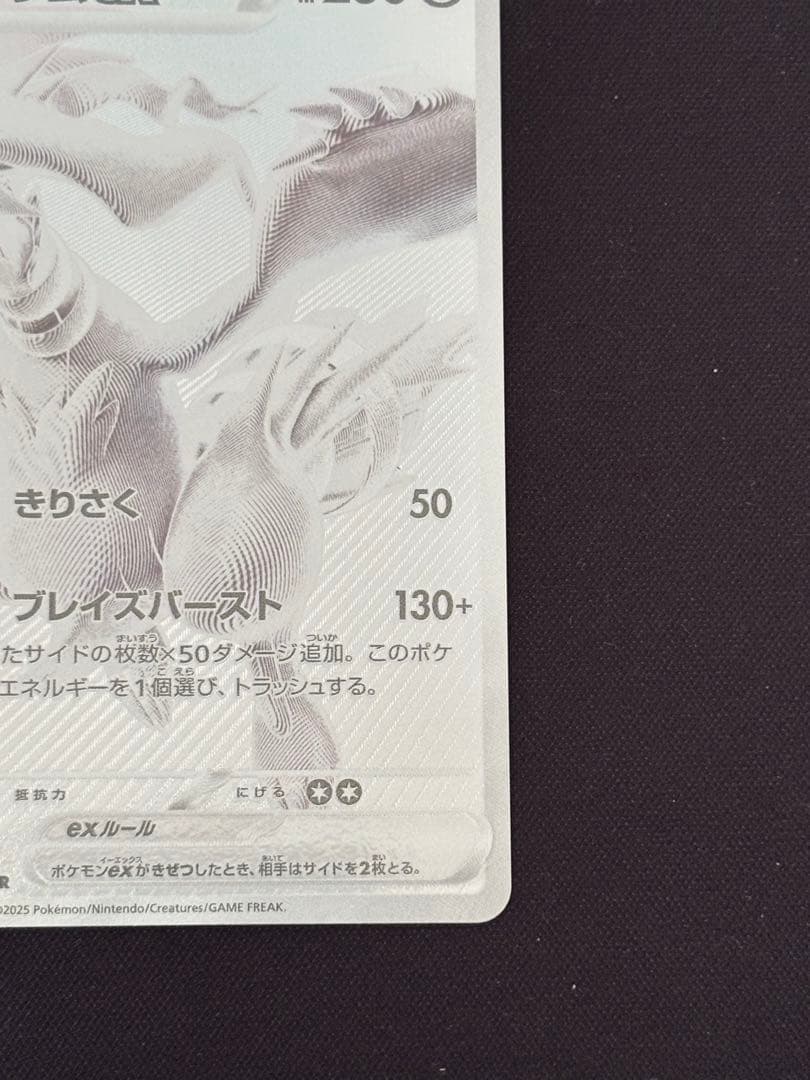 きりさく 50
ブレイズバースト 130+
たサイドの枚数×50ダメージ追加。このポケ
エネルギーを1個選び、トラッシュする。
抵抗力 にげる
exルール
ポケモンexがきぜつしたとき、相手はサイドを2枚とる。
R
©2025 Pokémon/Nintendo/Creatures/GAME FREAK.